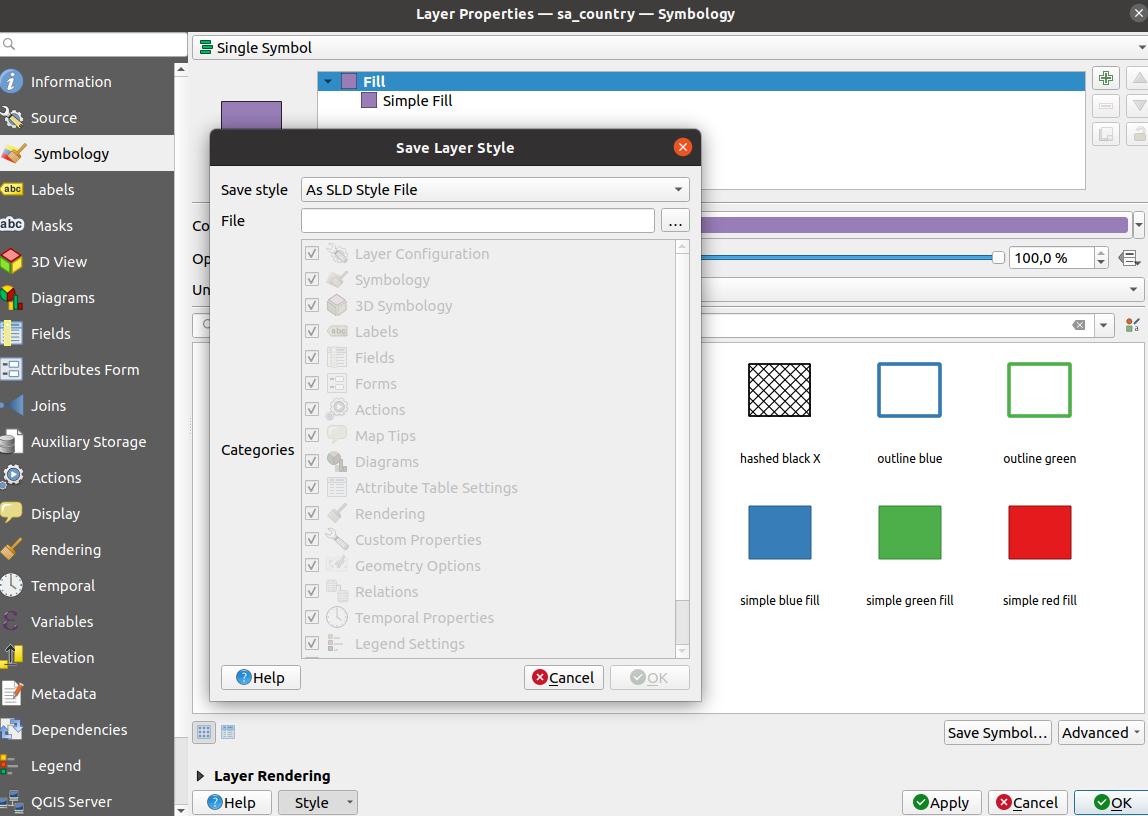 Layer Properties — sa_country — Symbology
Single Symbol
Information
Source
Symbology
Labels
Masks
3D View
Diagrams
Fields
Attributes Form
Joins
Auxiliary Storage
Actions
Display
Rendering
Temporal
Variables
Elevation
Metadata
Dependencies
Legend
QGIS Server
Fill
Simple Fill
Co
Op
100,0 %
Un
Save Layer Style
Save style As SLD Style File
File ...
Categories
Layer Configuration
Symbology
3D Symbology
Labels
Fields
Forms
Actions
Map Tips
Diagrams
Attribute Table Settings
Rendering
Custom Properties
Geometry Options
Relations
Temporal Properties
Legend Settings
Help Cancel OK
hashed black X outline blue outline green
simple blue fill simple green fill simple red fill
Save Symbol... Advanced
Layer Rendering
Help Style Apply Cancel OK